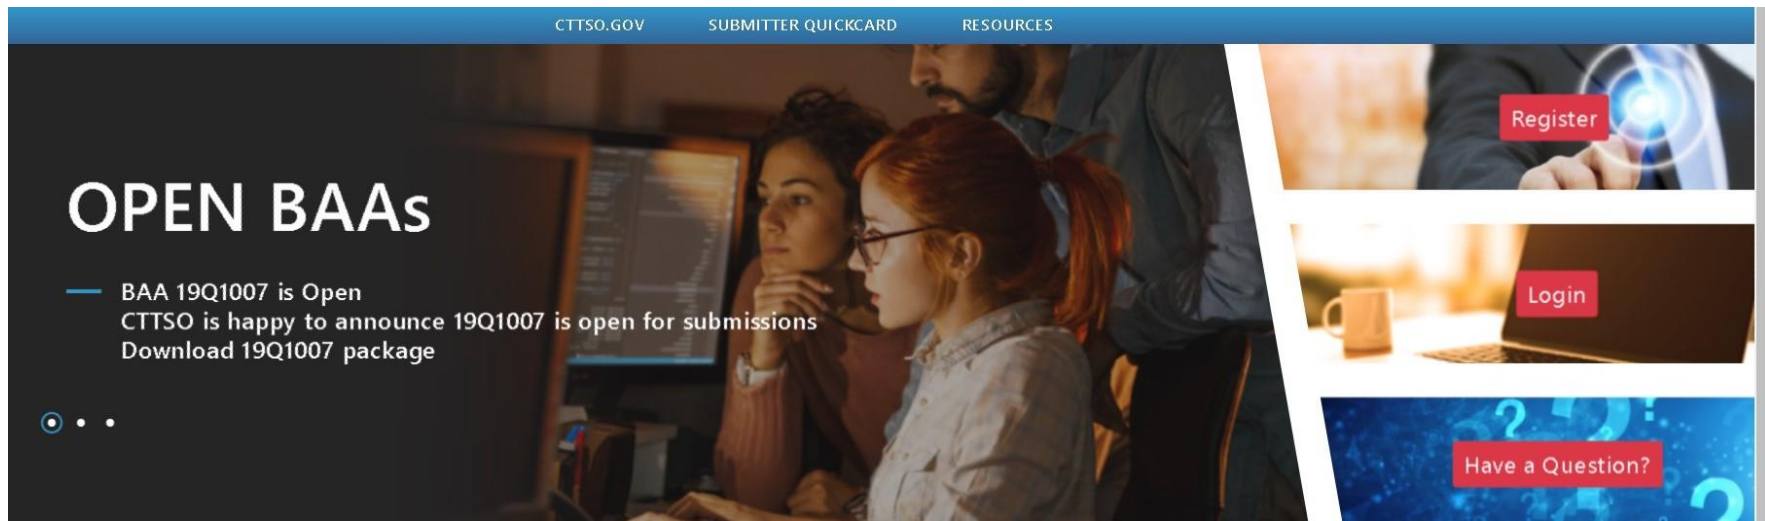 CTTSO.GOV SUBMITTER QUICKCARD RESOURCES
OPEN BAAs
BAA 19Q1007 is Open
CTTSO is happy to announce 19Q1007 is open for submissions
Download 19Q1007 package
Register
Login
Have a Question?